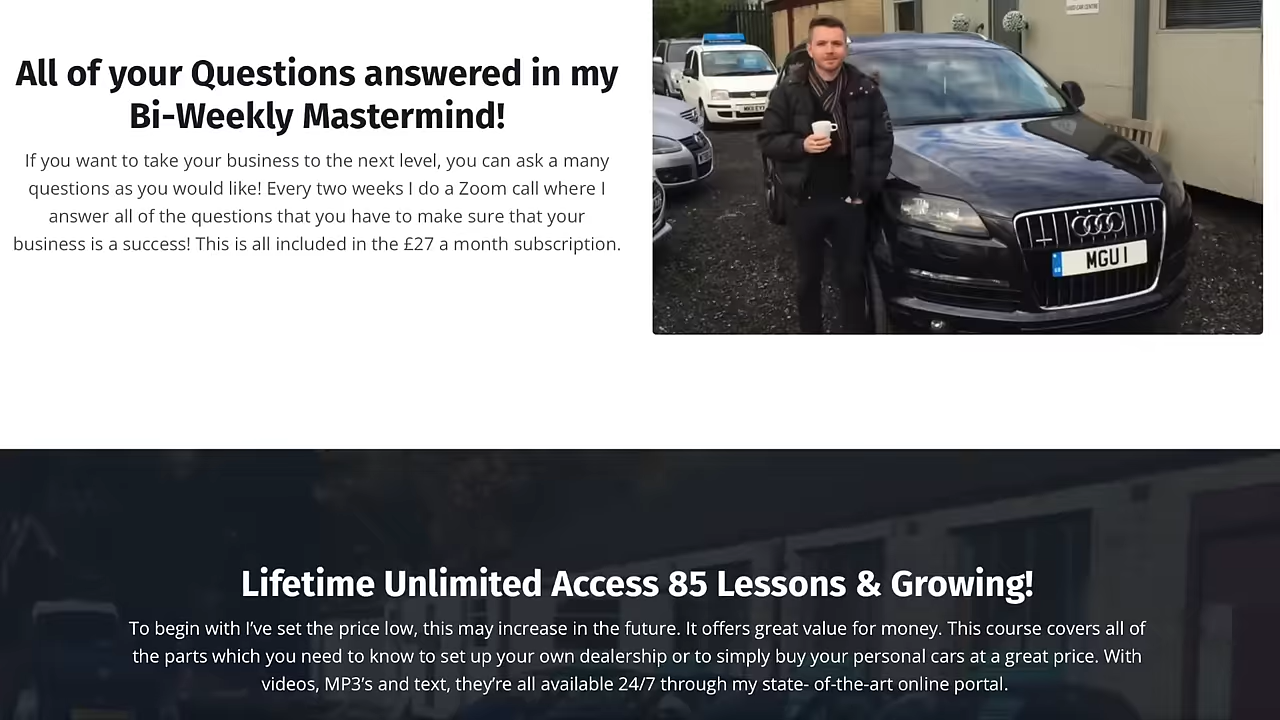 All of your Questions answered in my
Bi-Weekly Mastermind!
If you want to take your business to the next level, you can ask a many
questions as you would like! Every two weeks I do a Zoom call where I
answer all of the questions that you have to make sure that your
business is a success! This is all included in the £27 a month subscription.
MGU 1
Lifetime Unlimited Access 85 Lessons & Growing!
To begin with I've set the price low, this may increase in the future. It offers great value for money. This course covers all of
the parts which you need to know to set up your own dealership or to simply buy your personal cars at a great price. With
videos, MP3's and text, they're all available 24/7 through my state- of-the-art online portal.